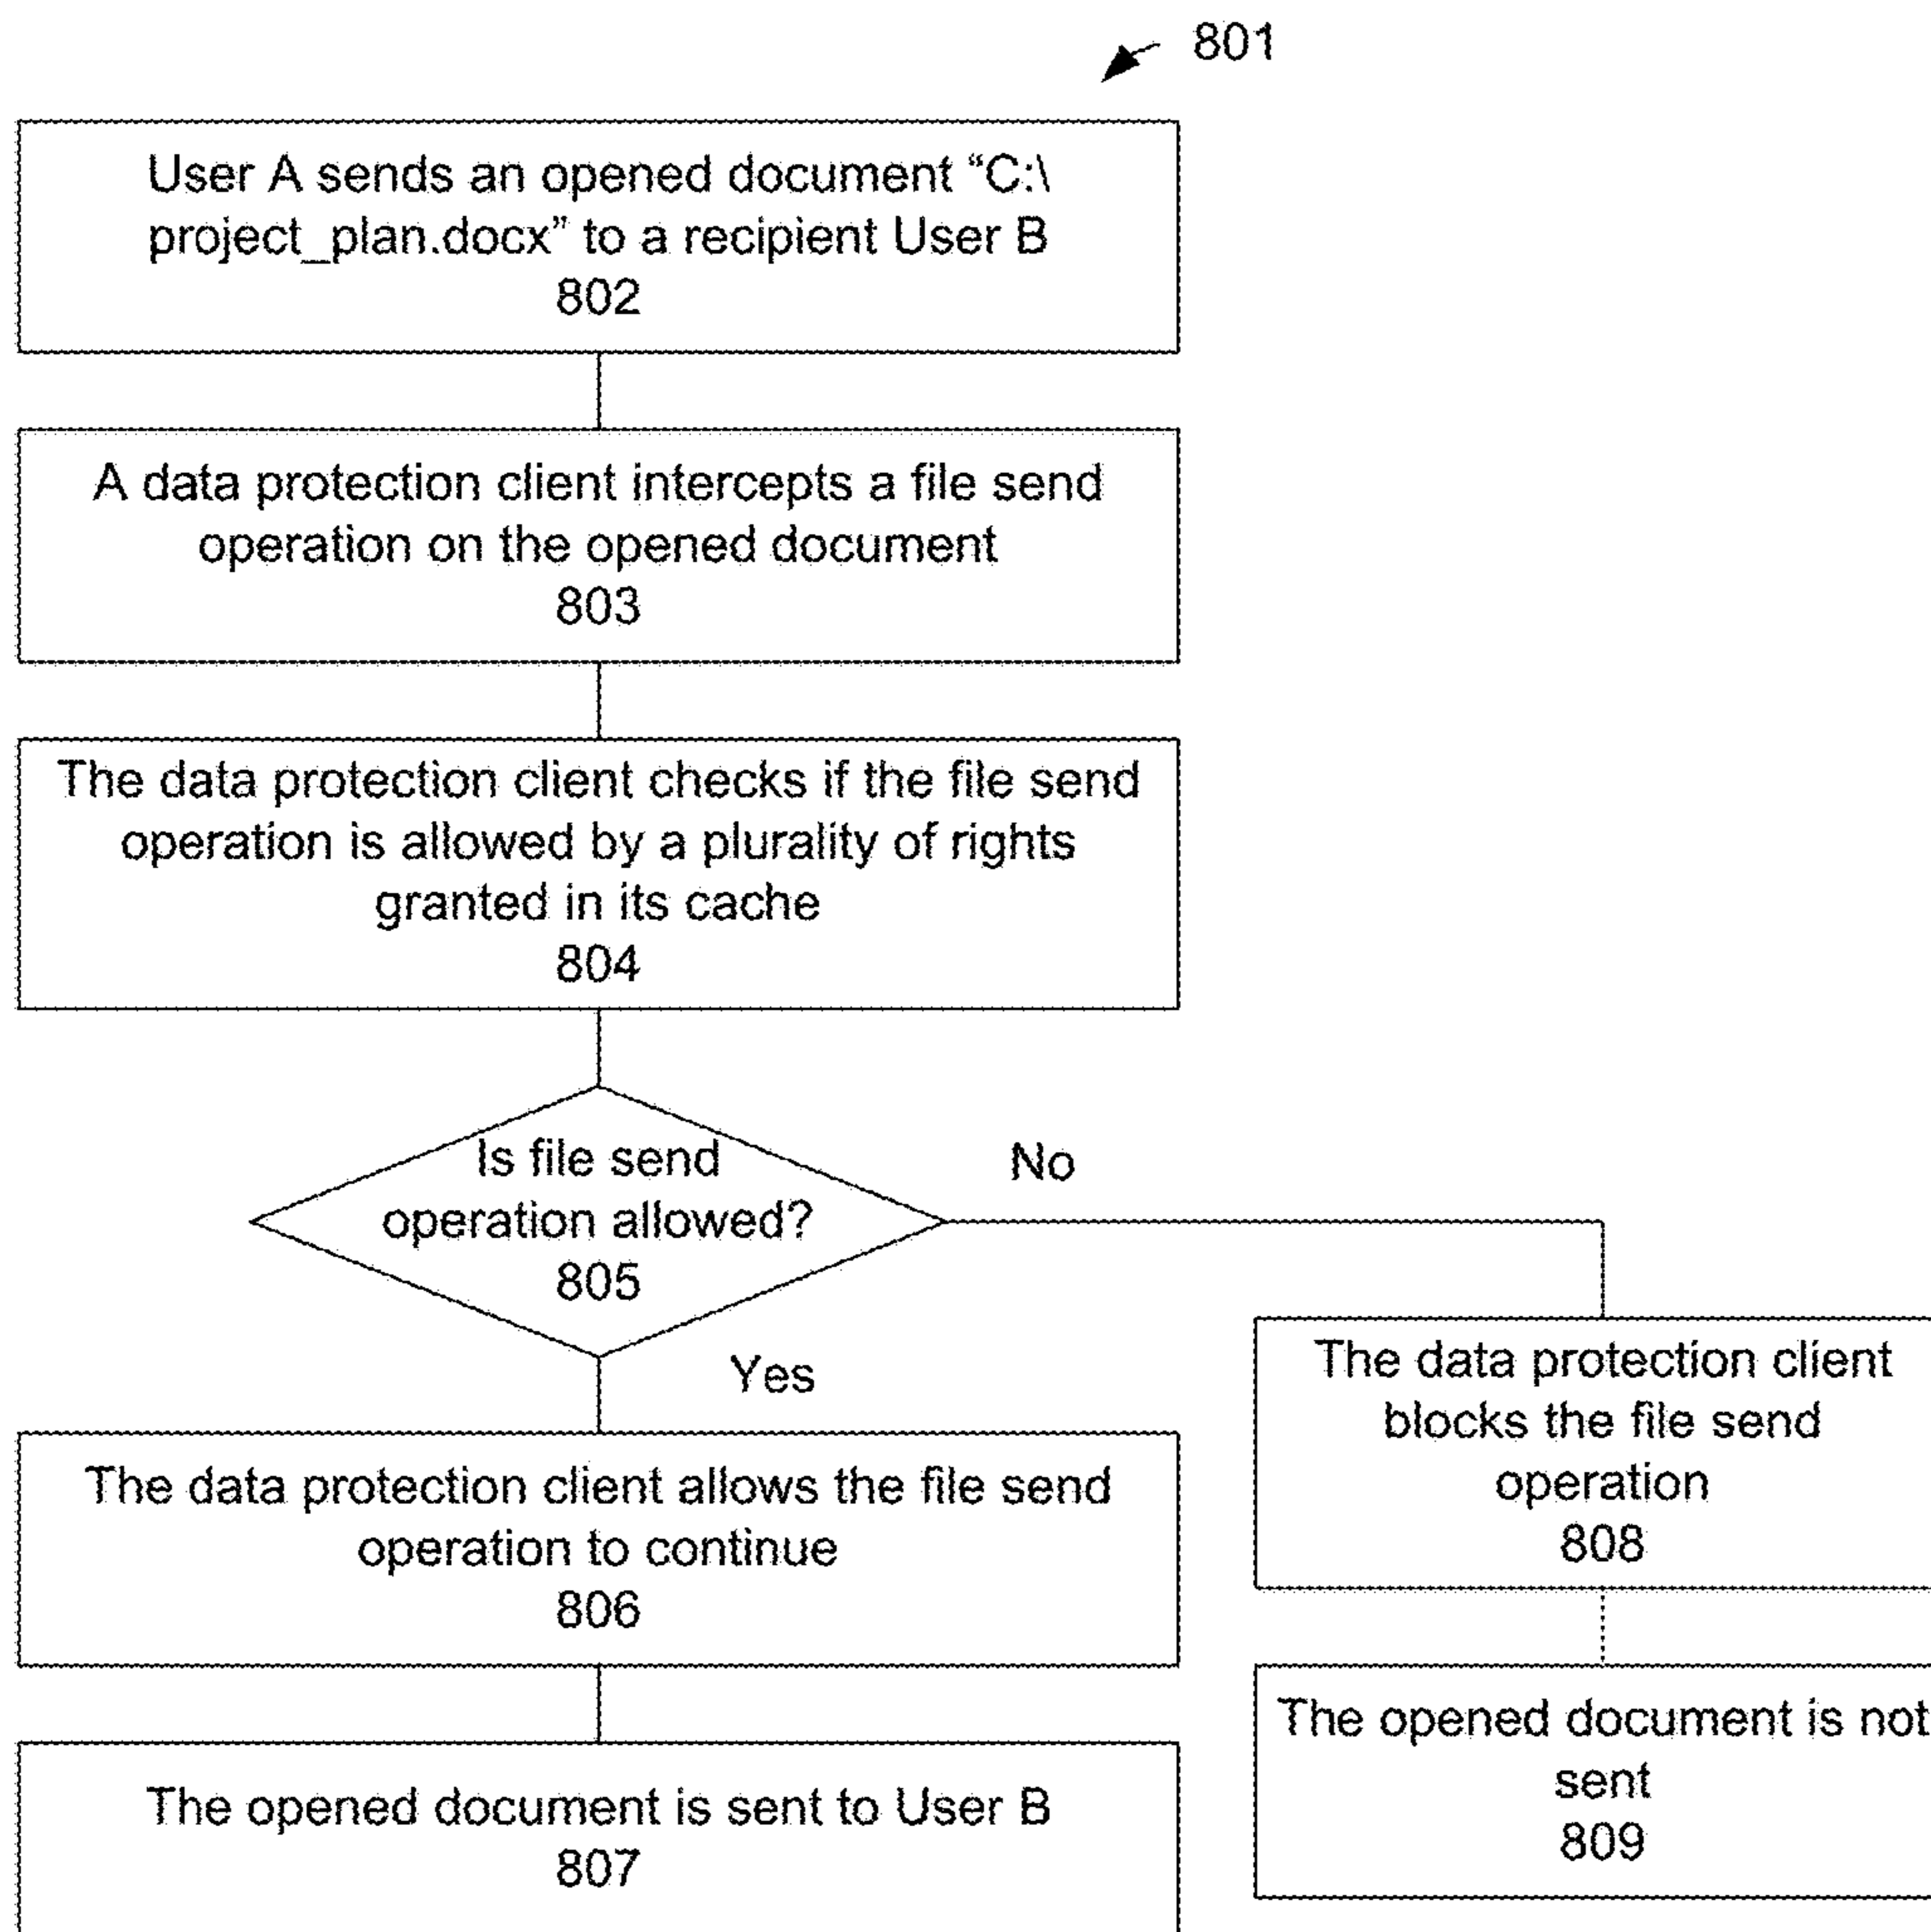 801
User A sends an opened document “C:\
project_plan.docx” to a recipient User B
802
A data protection client intercepts a file send
operation on the opened document
803
The data protection client checks if the file send
operation is allowed by a plurality of rights
granted in its cache
804
Is file send
operation allowed?
805
No
Yes
The data protection client allows the file send
operation to continue
806
The opened document is sent to User B
807
The data protection client
blocks the file send
operation
808
The opened document is not
sent
809